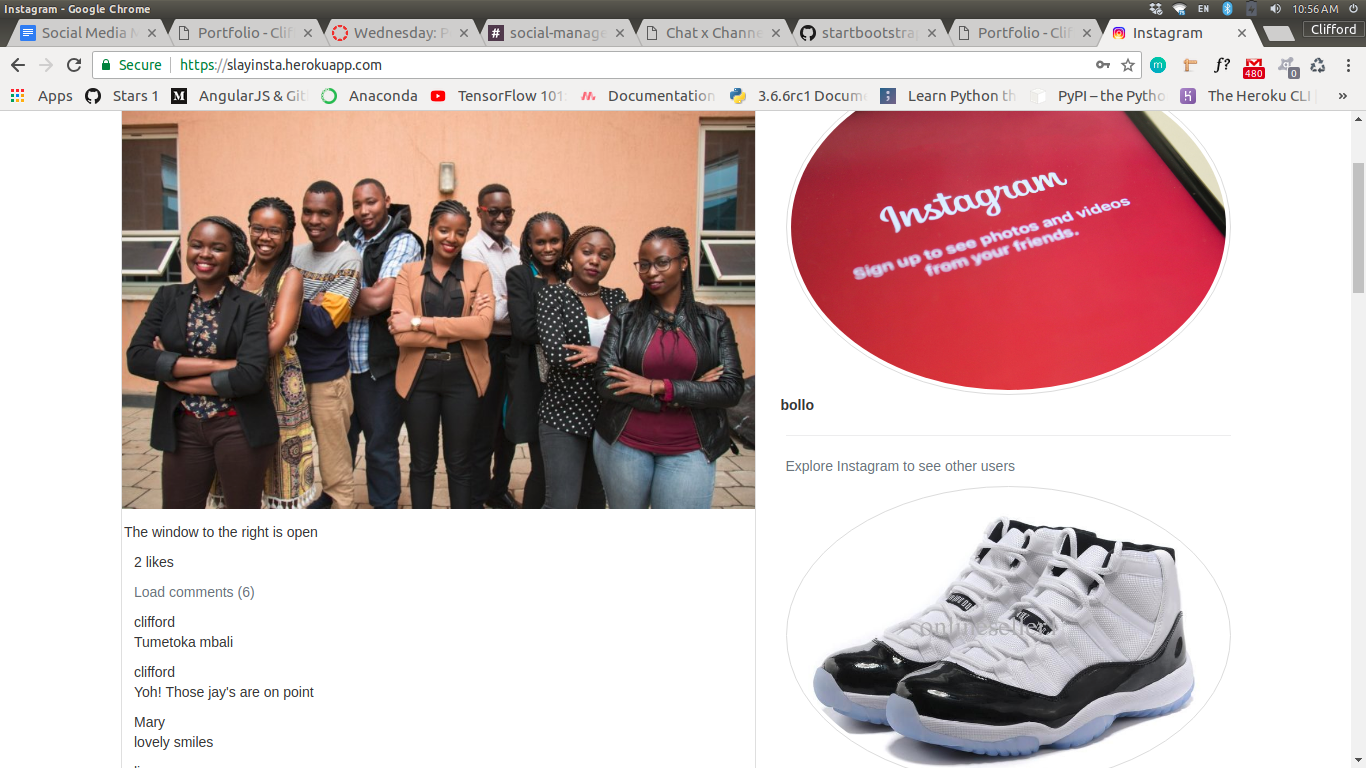 Instagram - Google Chrome
EN
10:56 AM
Social Media M
Portfolio - Clif
Wednesday: P
social-manage
Chat x Channe
startbootstrap
Portfolio - Clif
Instagram
Clifford
Secure
https://slayinsta.herokuapp.com
m
f?
480
0
Apps
Stars 1
AngularJS & Git
Anaconda
TensorFlow 101:
Documentation
3.6.6rc1 Docum
Learn Python th
PyPI – the Pytho
The Heroku CLI
»
Instagram
Sign up to see photos and videos
from your friends.
bollo
Explore Instagram to see other users
onlineseller
The window to the right is open
2 likes
Load comments (6)
clifford
Tumetoka mbali
clifford
Yoh! Those jay's are on point
Mary
lovely smiles